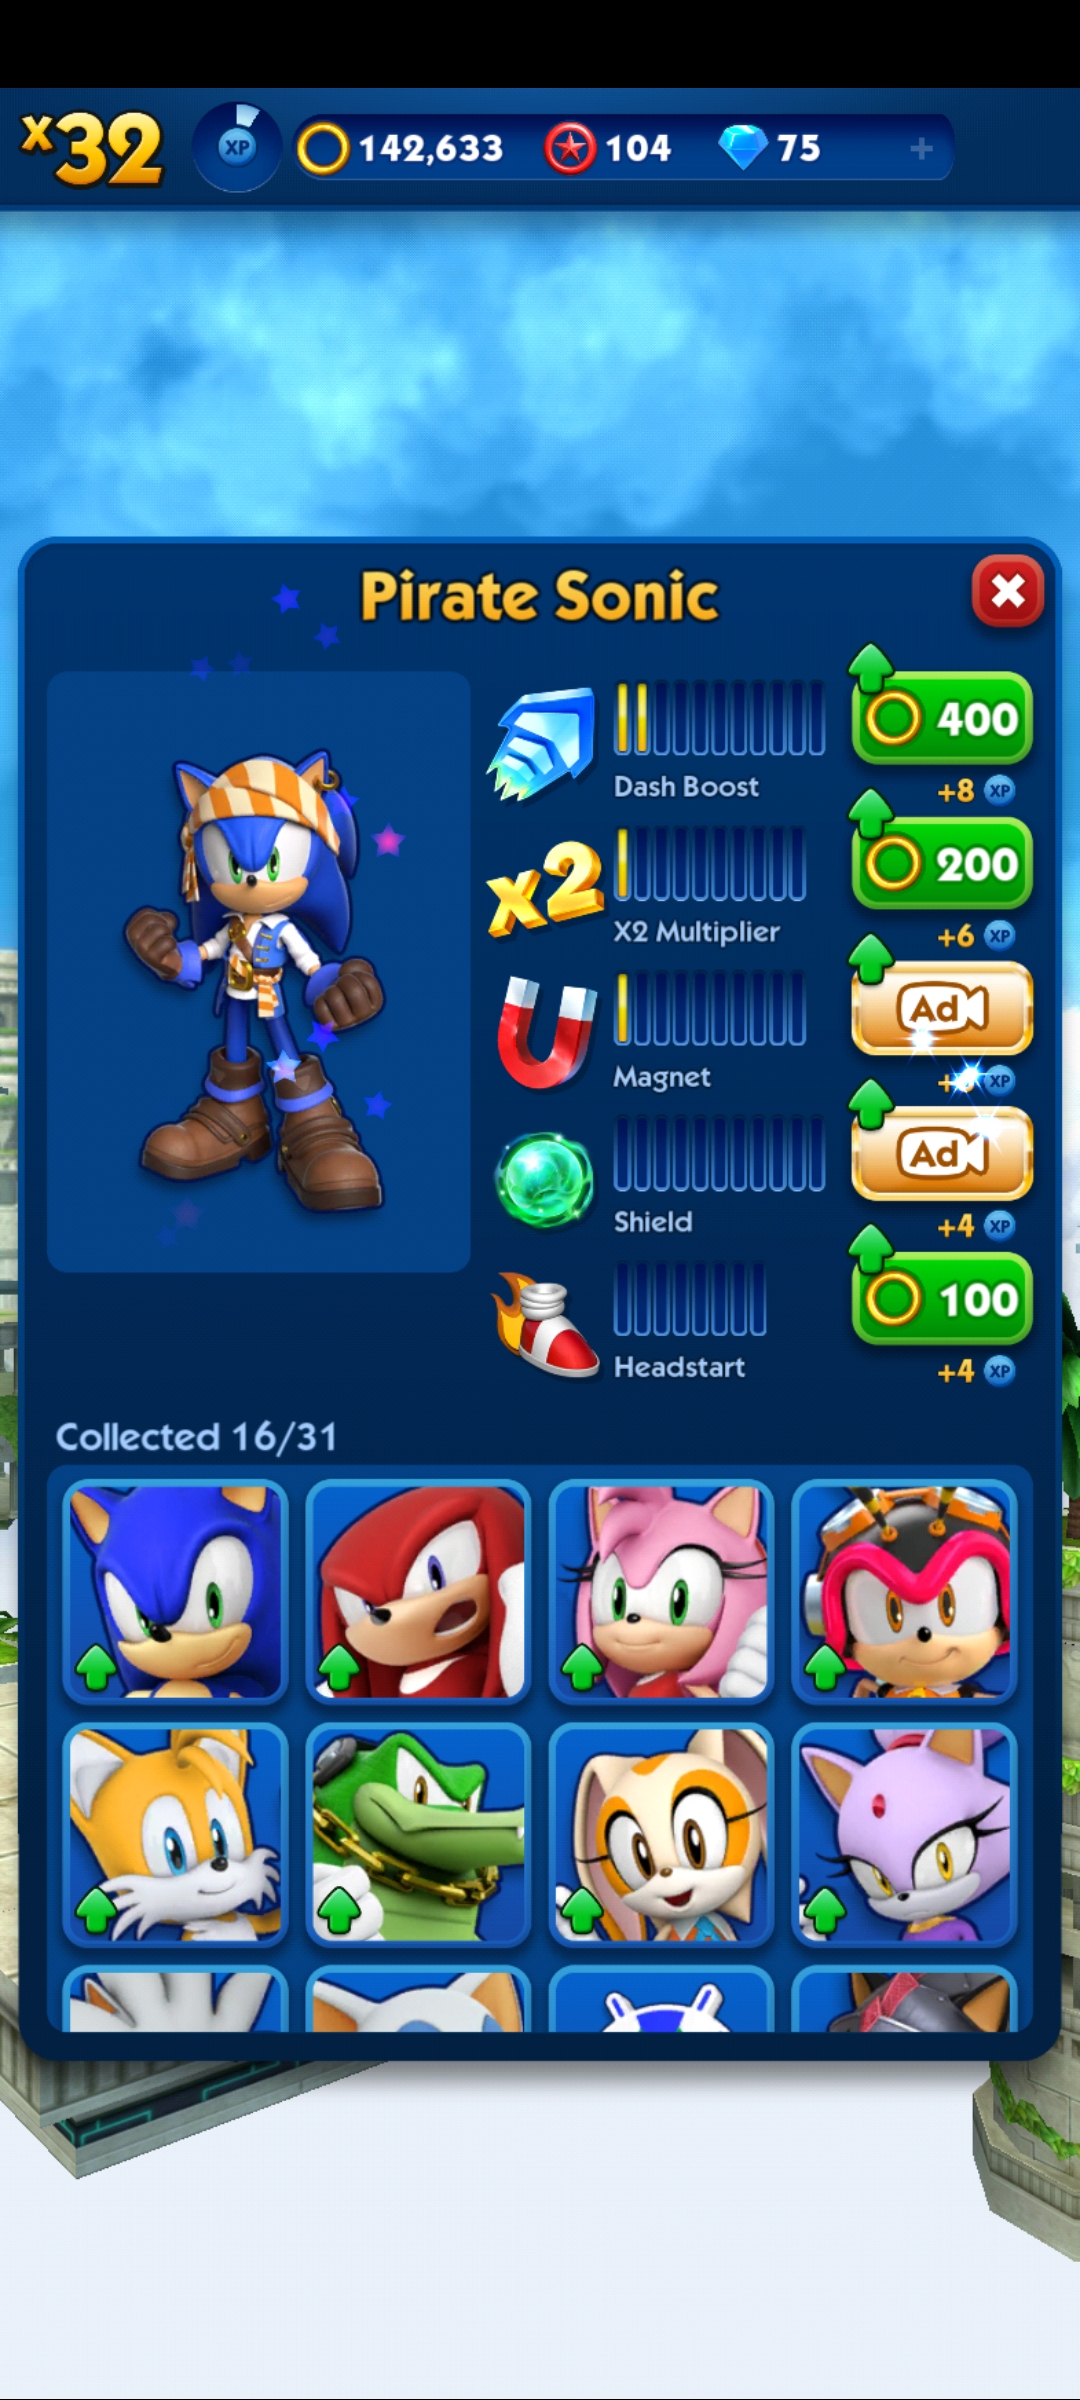 x32
XP
142,633
104
75
+
Pirate Sonic
400
Dash Boost
+8 XP
x2
200
X2 Multiplier
+6 XP
Ad
Magnet
XP
Ad
Shield
+4 XP
100
Headstart
+4 XP
Collected 16/31